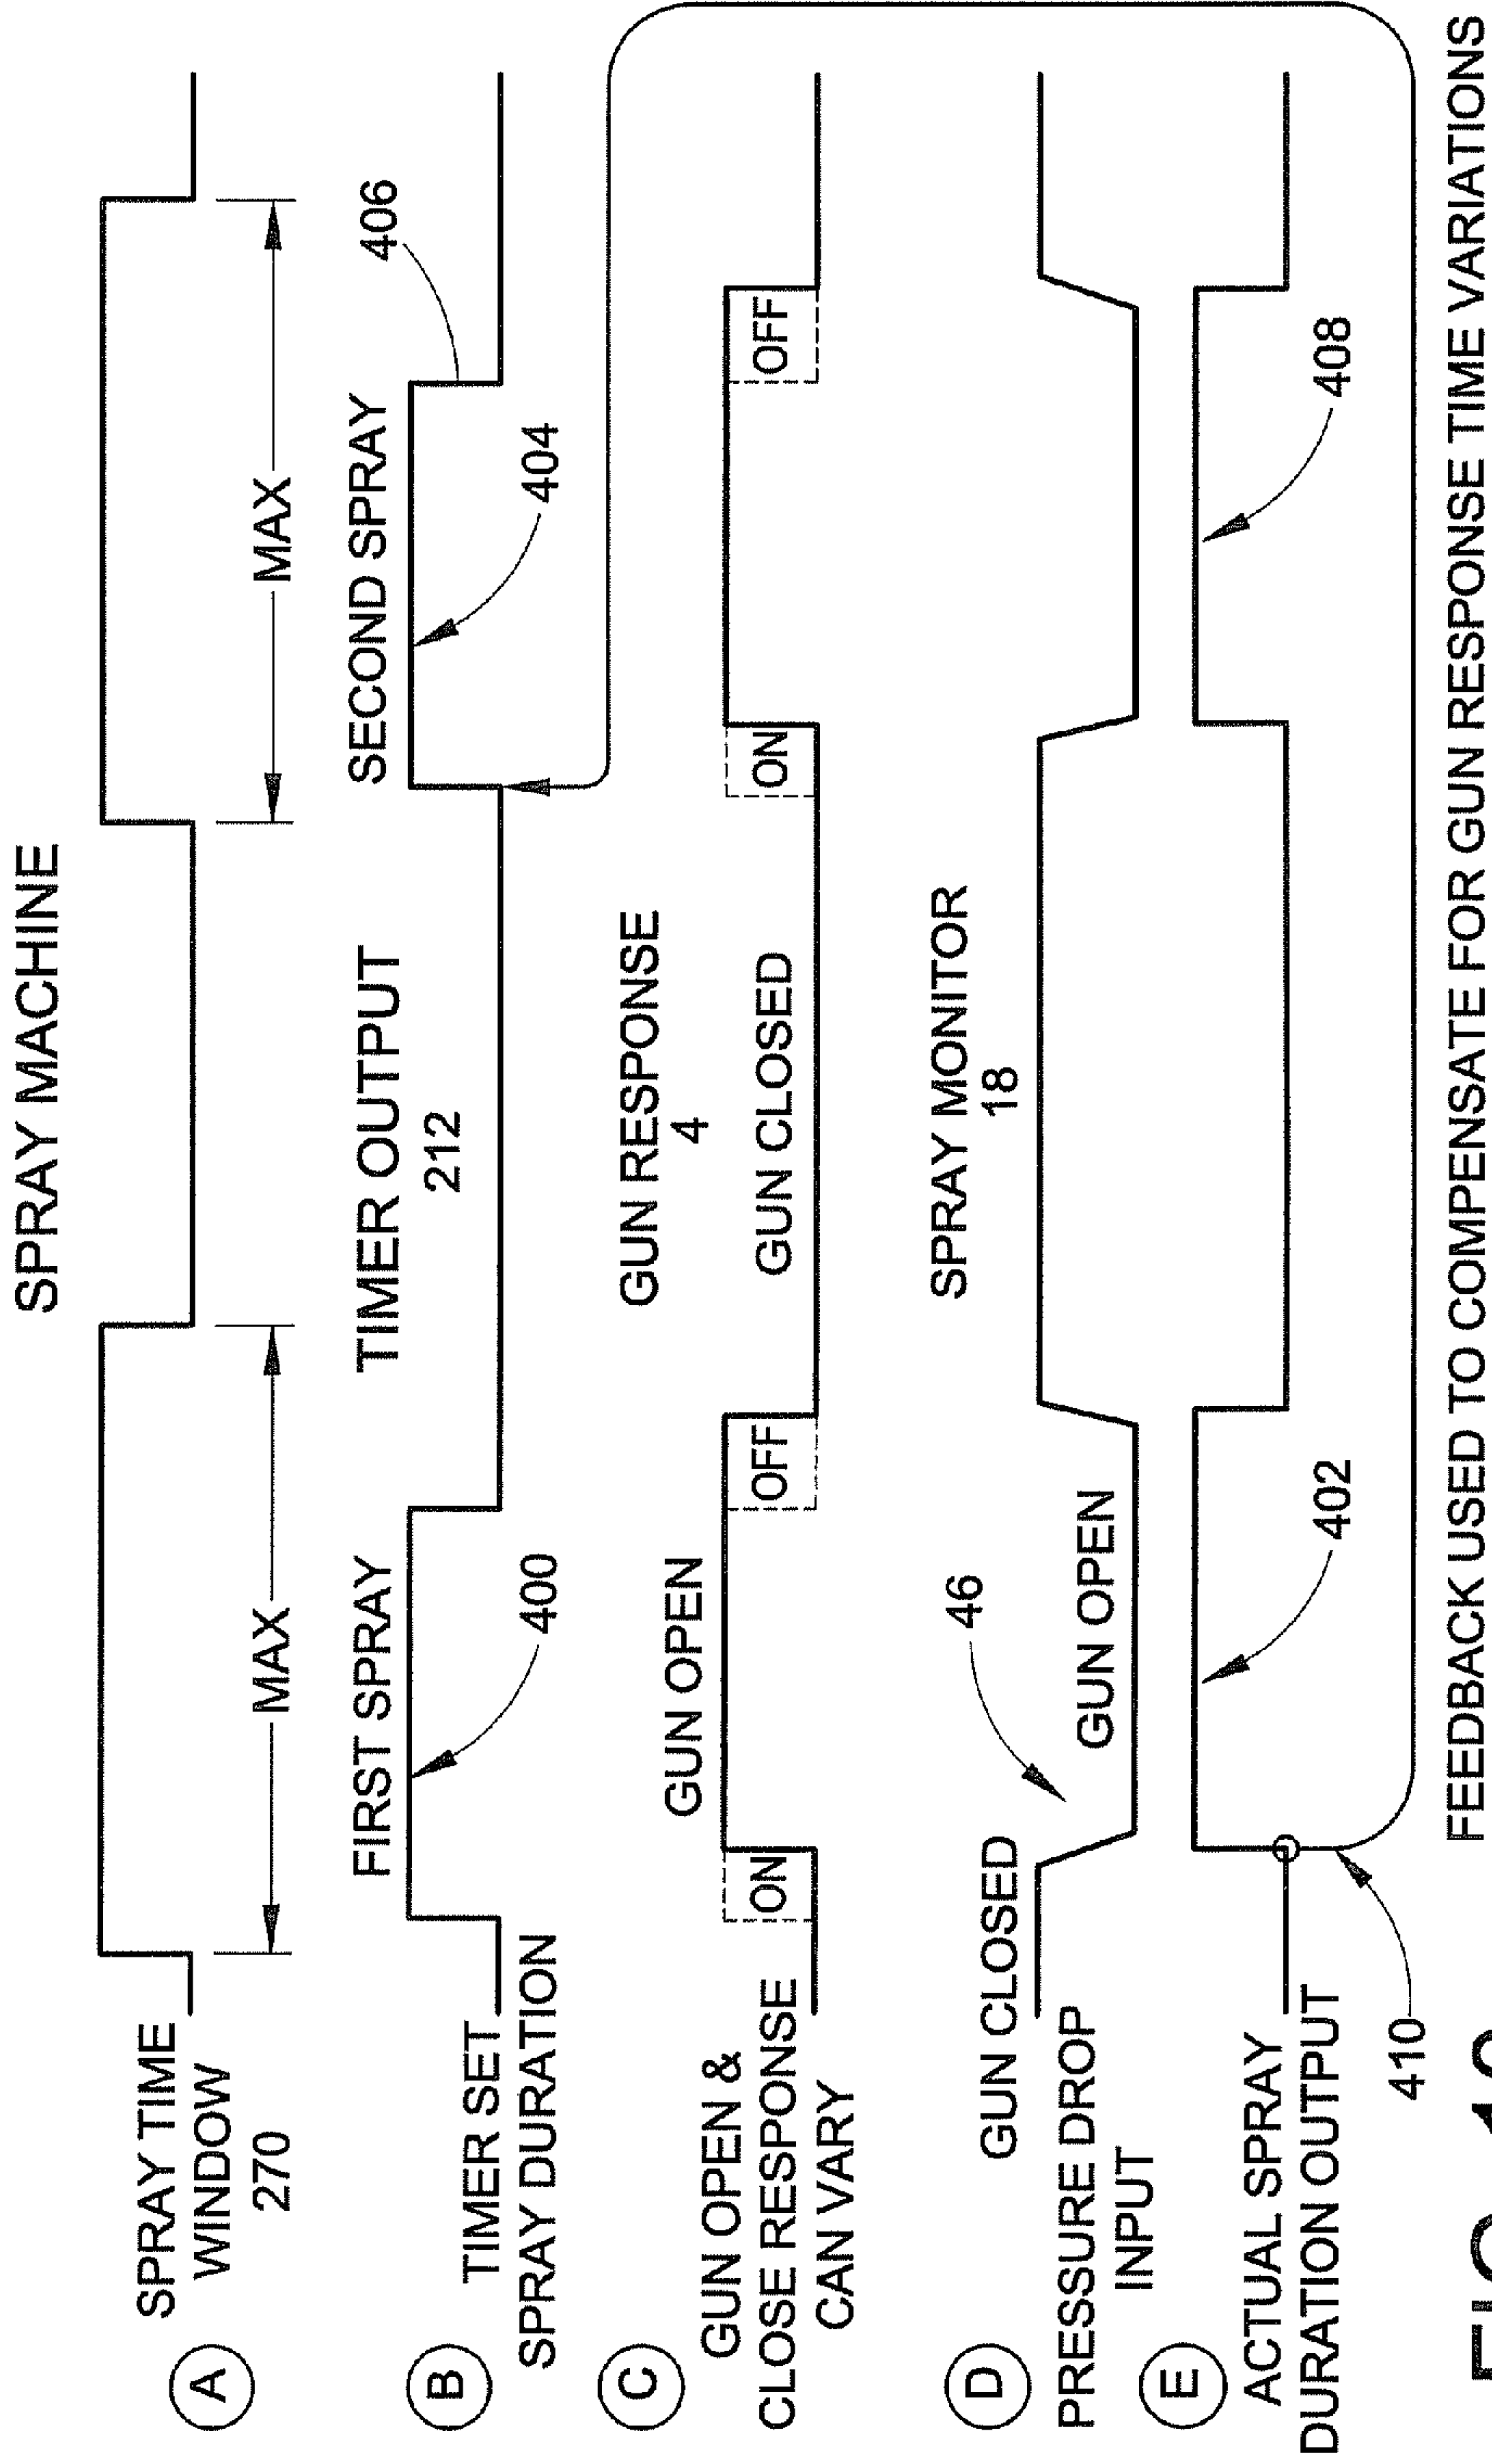 SPRAY MACHINE
A
SPRAY TIME
WINDOW
270
MAX
MAX
B
TIMER SET
SPRAY DURATION
FIRST SPRAY
400
TIMER OUTPUT
212
SECOND SPRAY
404
406
C
GUN OPEN &
CLOSE RESPONSE
CAN VARY
ON
GUN OPEN
OFF
GUN RESPONSE
4
GUN CLOSED
ON
OFF
D
GUN CLOSED
PRESSURE DROP
INPUT
46
GUN OPEN
SPRAY MONITOR
18
E
ACTUAL SPRAY
DURATION OUTPUT
402
408
410
FEEDBACK USED TO COMPENSATE FOR GUN RESPONSE TIME VARIATIONS